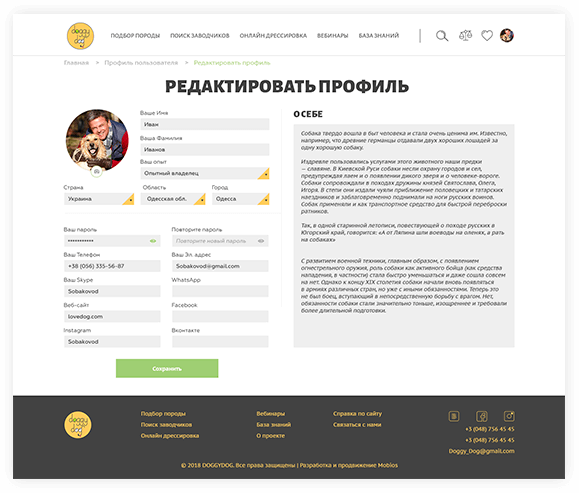 doggy dog
ПОДБОР ПОРОДЫ ПОИСК ЗАВОДЧИКОВ ОНЛАЙН ДРЕССИРОВКА ВЕБИНАРЫ БАЗА ЗНАНИЙ
Главная > Профиль пользователя > Редактировать профиль
РЕДАКТИРОВАТЬ ПРОФИЛЬ
Ваше Имя
Иван
Ваша Фамилия
Иванов
Ваш опыт
Опытный владелец
Страна Область Город
Украина Одесская обл. Одесса
Ваш пароль Повторите пароль
•••••••••••• Повторите новый пароль
Ваш Телефон Ваш Эл. адрес
+38 (056) 335-56-87 Sobakovod@gmail.com
Ваш Skype WhatsApp
Sobakovod
Веб-сайт Facebook
lovedog.com
Instagram Вконтакте
Sobakovod
Сохранить
О СЕБЕ
Собака твердо вошла в быт человека и стала очень ценима им. Известно,
например, что древние германцы отдавали двух хороших лошадей за
одну хорошую собаку.
Издревле пользовались услугами этого животного наши предки
— славяне. В Киевской Руси собаки несли охрану городов и сел,
предупреждая лаем и о появлении дикого зверя и о человеке-вороге.
Собаки сопровождали в походах дружины князей Святослава, Олега,
Игоря. В степи они издали чуяли приближение половецких и татарских
наездников и заблаговременно поднимали на ноги русских воинов.
Собак применяли и как транспортное средство для быстрой переброски
ратников.
Так, в одной старинной летописи, повествующей о походе русских в
Югорский край, говорится: «А от Ляпина шли воеводы на оленях, а рать
на собаках»
С развитием военной техники, главным образом, с появлением
огнестрельного оружия, роль собаки как активного бойца (как средства
нападения, в частности) стала быстро уменьшаться и даже сошла совсем
на нет. Однако к концу XIX столетия собаки начали вновь появляться
в армиях различных стран, но уже с иными обязанностями. Теперь это
не был боец, вступающий в непосредственную борьбу с врагом. Нет,
обязанности собаки стали значительно тоньше, изощреннее и требовали
более длительной подготовки.
doggy dog
Подбор породы Вебинары Справка по сайту
Поиск заводчиков База знаний Связаться с нами
Онлайн дрессировка О проекте
+3 (048) 756 45 45
+3 (048) 756 45 45
Doggy_Dog@gmail.com
© 2018 DOGGYDOG. Все права защищены | Разработка и продвижение Mobios